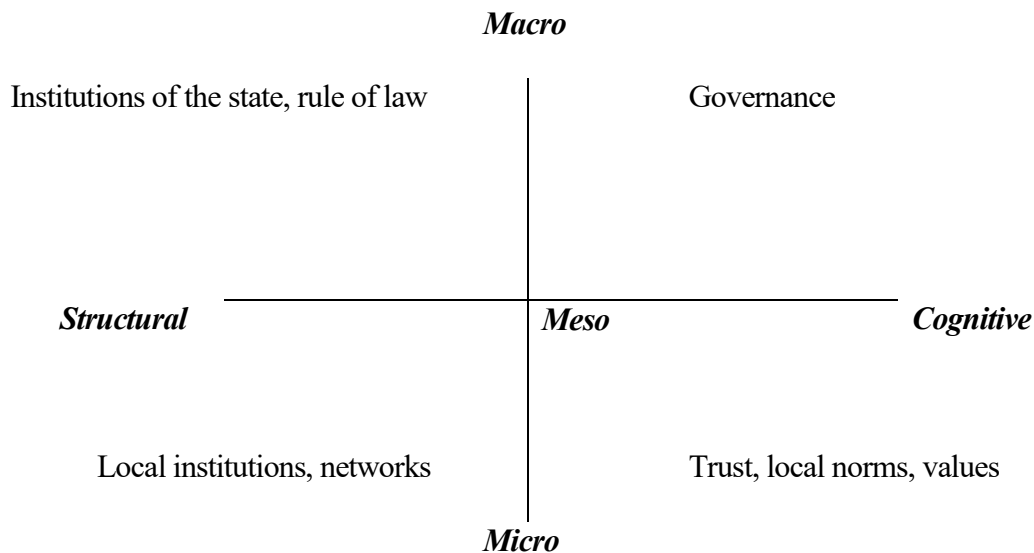 Macro
Institutions of the state, rule of law
Governance
Structural
Meso
Cognitive
Local institutions, networks
Trust, local norms, values
Micro